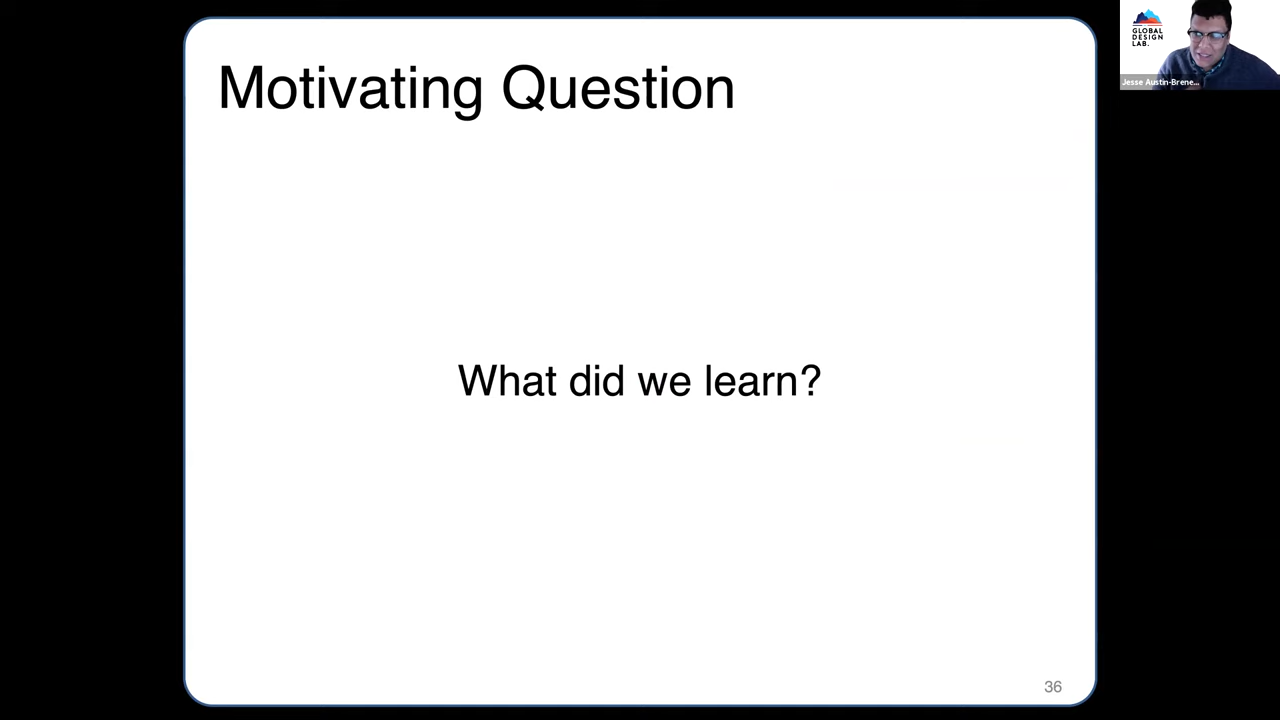 Motivating Question
What did we learn?
36
GLOBAL
DESIGN
LAB.
Jesse Austin-Brene...